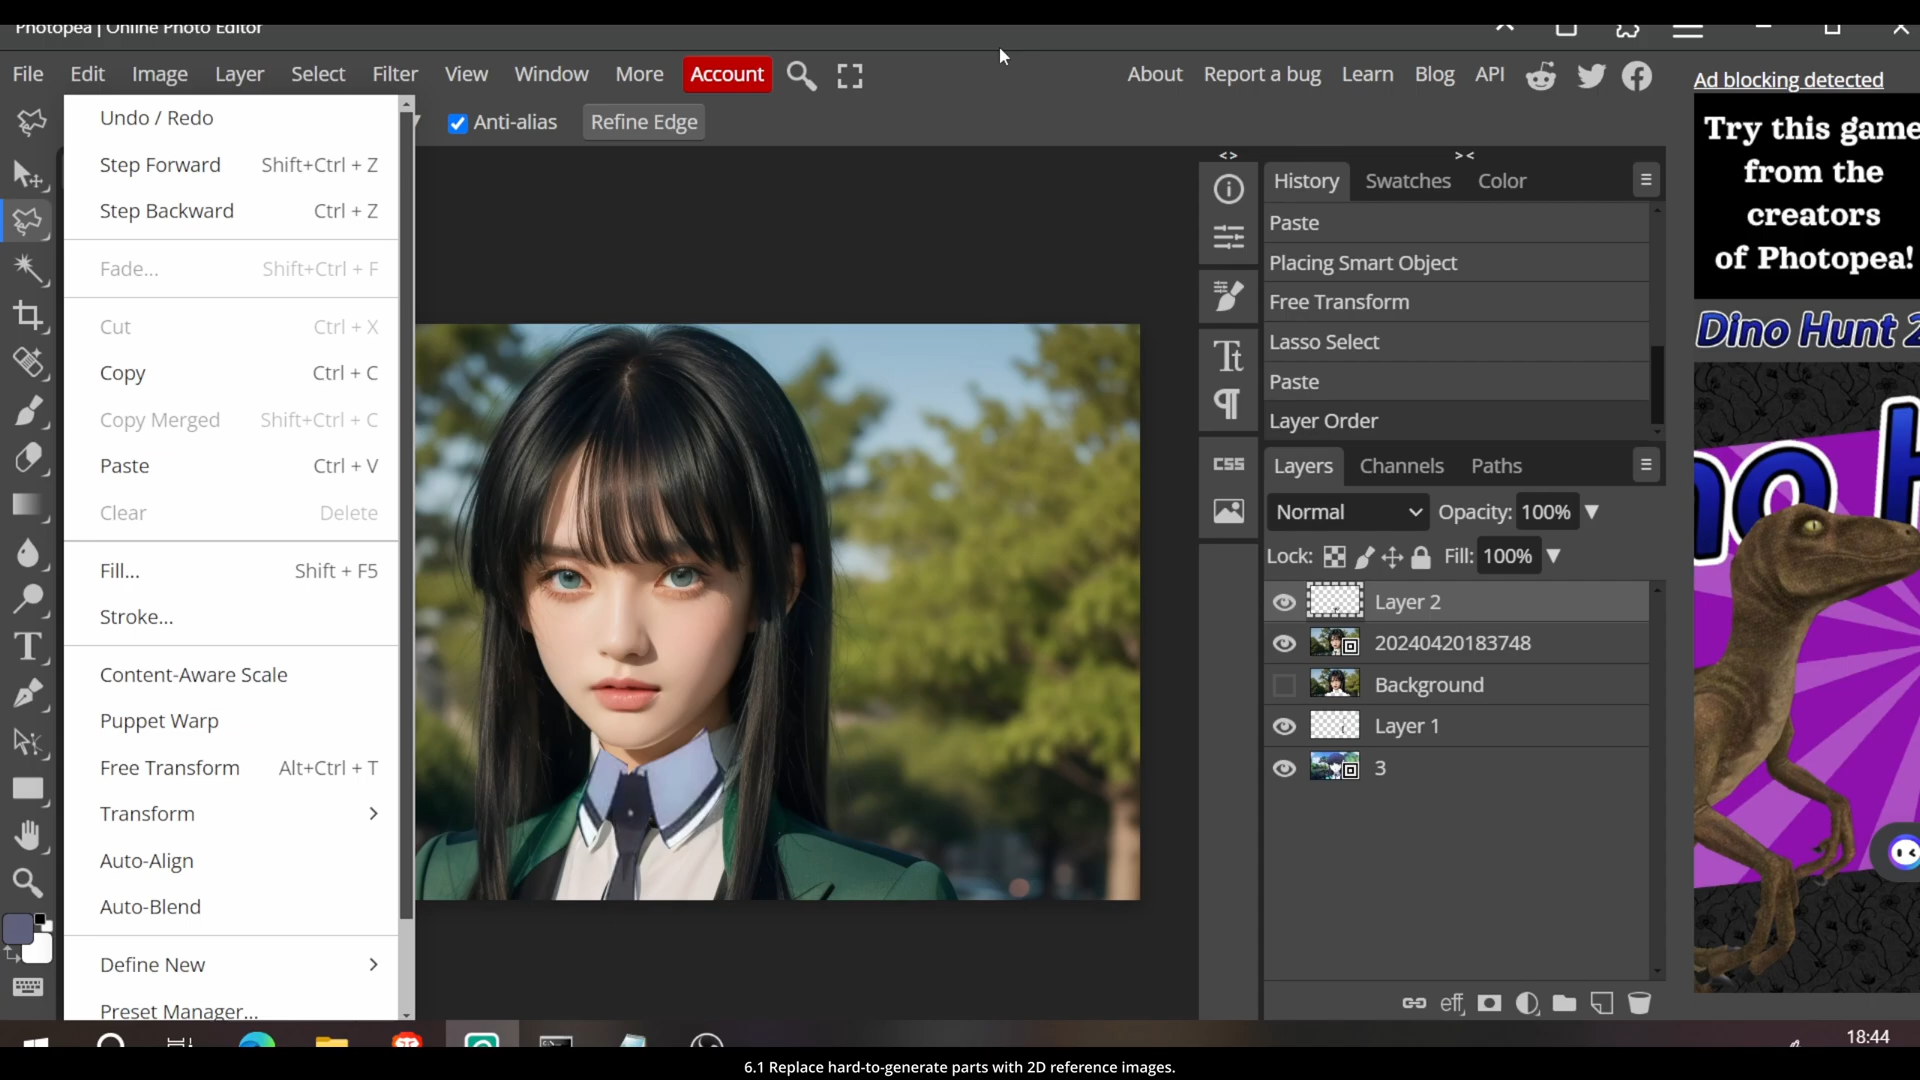 Photopea | Online Photo Editor
File Edit Image Layer Select Filter View Window More Account About Report a bug Learn Blog API
Ad blocking detected
Anti-alias Refine Edge
Undo / Redo
Step Forward Shift+Ctrl + Z
Step Backward Ctrl + Z
Fade... Shift+Ctrl + F
Cut Ctrl + X
Copy Ctrl + C
Copy Merged Shift+Ctrl + C
Paste Ctrl + V
Clear Delete
Fill... Shift + F5
Stroke...
Content-Aware Scale
Puppet Warp
Free Transform Alt+Ctrl + T
Transform
Auto-Align
Auto-Blend
Define New
Preset Manager...
<> ><
History Swatches Color
Paste
Placing Smart Object
Free Transform
Lasso Select
Paste
Layer Order
CSS
Layers Channels Paths
Normal Opacity: 100%
Lock: Fill: 100%
Layer 2
20240420183748
Background
Layer 1
3
eff
Try this game
from the
creators
of Photopea!
Dino Hunt 2
no H
18:44
6.1 Replace hard-to-generate parts with 2D reference images.